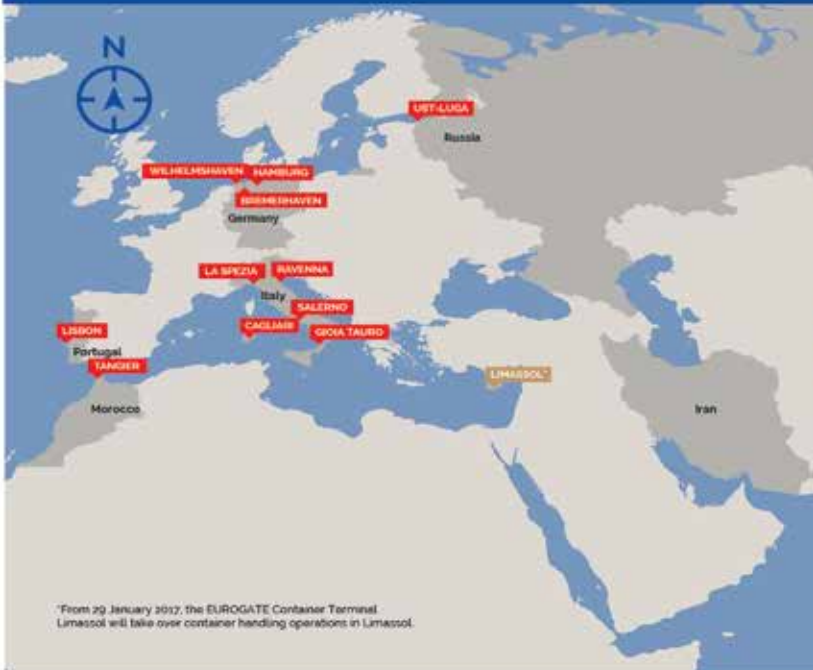 N
UST-LUGA
Russia
WILHELMSHAVEN
HAMBURG
BREMERHAVEN
Germany
LA SPEZIA
RAVENNA
Italy
SALERNO
LISBON
CAGLIARI
GIOIA TAURO
Portugal
TANGIER
LIMASSOL*
Morocco
Iran
*From 29 January 2017, the EUROGATE Container Terminal
Limassol will take over container handling operations in Limassol.